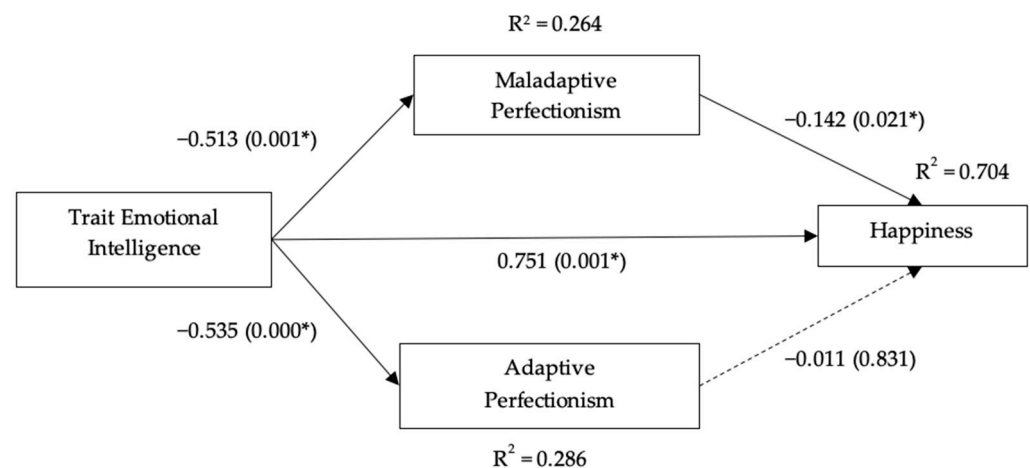 R² = 0.264
Maladaptive
Perfectionism
−0.142 (0.021*)
−0.513 (0.001*)
R² = 0.704
Trait Emotional
Intelligence
Happiness
0.751 (0.001*)
−0.535 (0.000*)
Adaptive
Perfectionism
−0.011 (0.831)
R² = 0.286